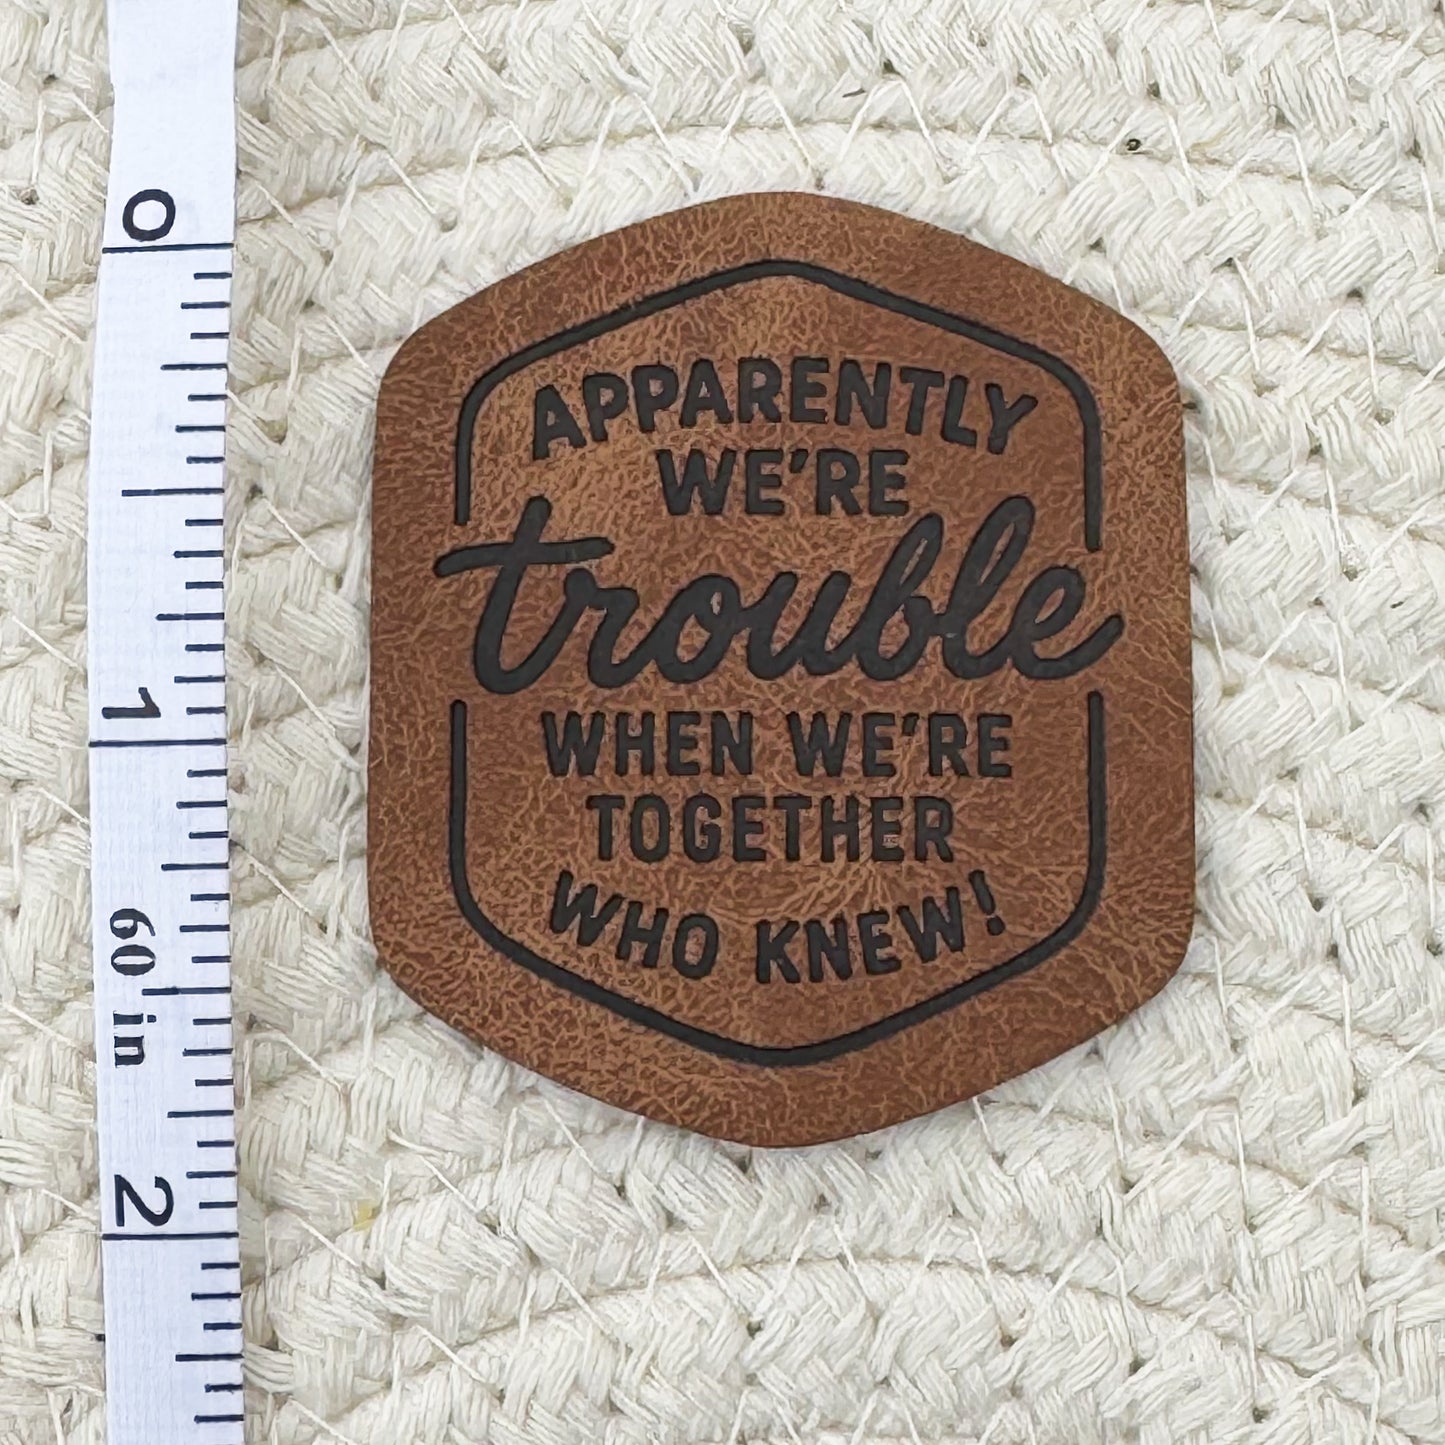 0
1
60 in
2
APPARENTLY
WE'RE
trouble
WHEN WE'RE
TOGETHER
WHO KNEW!